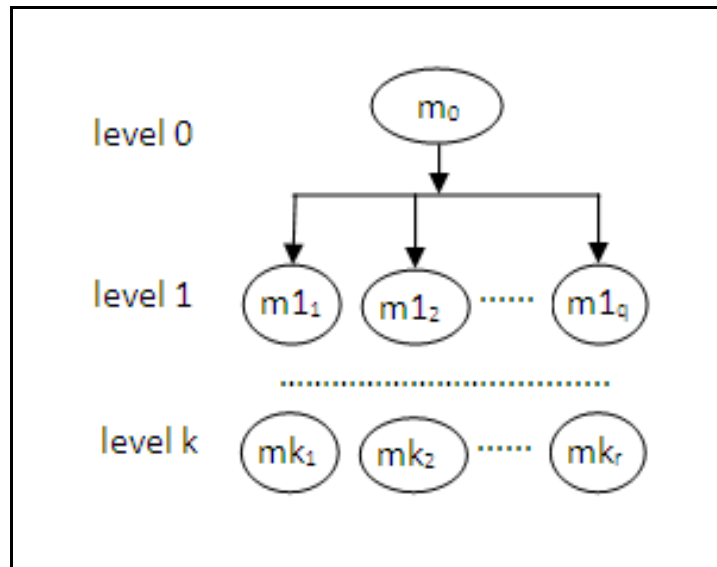 m₀
level 0
level 1 m1₁ m1₂ ...... m1q
level k mk₁ mk₂ ...... mkᵣ